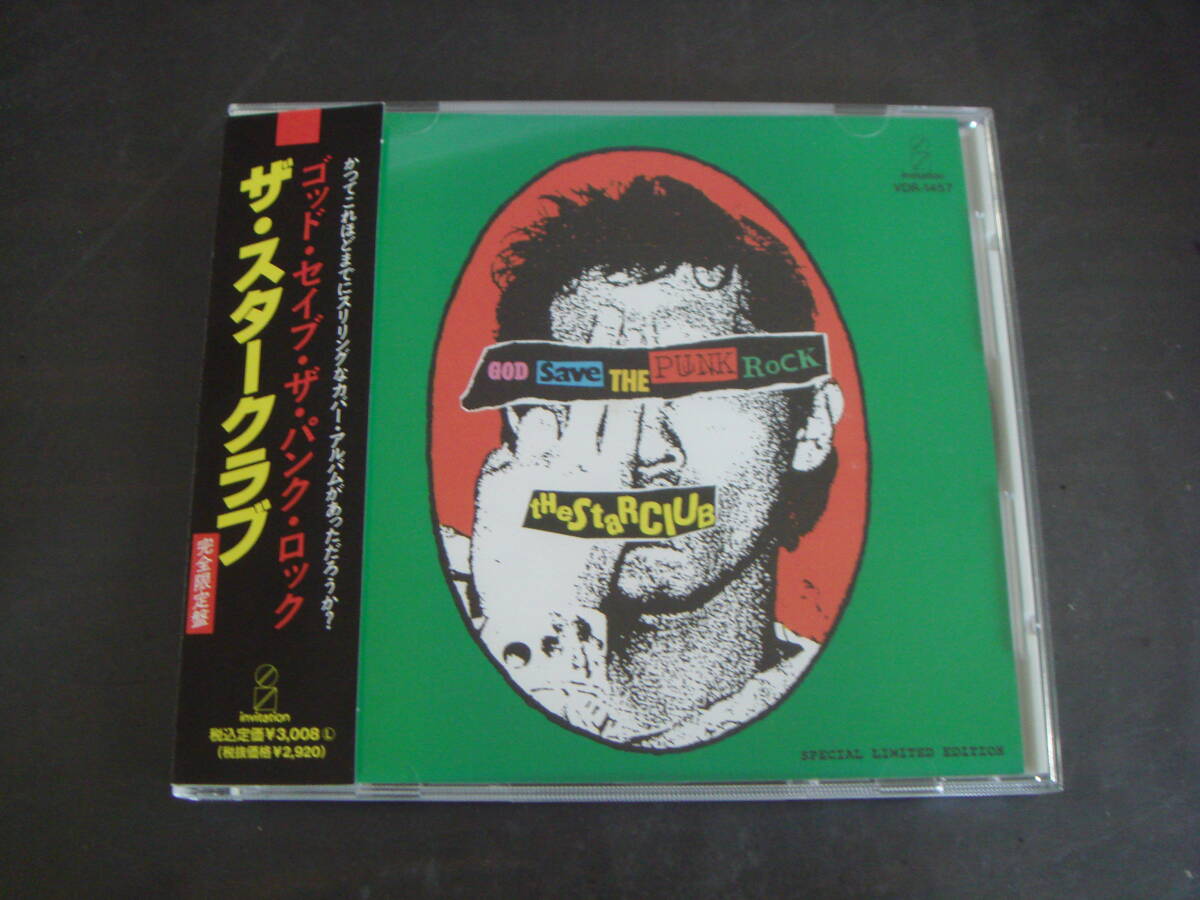 かつてこれほどまでにスリリングなカバー・アルバムがあっただろうか?
ゴッド・セイブ・ザ・パンク・ロック
ザ・スタークラブ
完全限定盤
invitation
税込定価¥3,008Ⓛ
(税抜価格¥2,920)
invitation
VDR-1457
GOD Save THE PUNK RocK
tHeStaRClUB
SPECIAL LIMITED EDITION